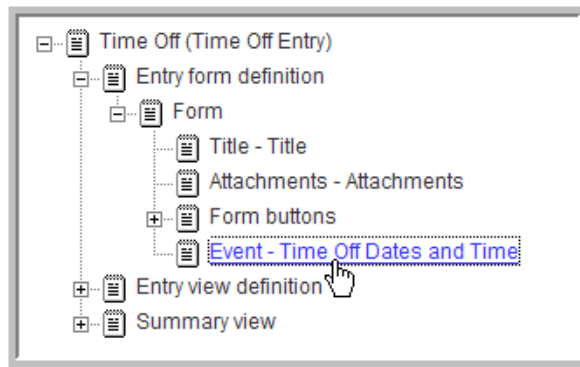 Time Off (Time Off Entry)
Entry form definition
Form
Title - Title
Attachments - Attachments
Form buttons
Event - Time Off Dates and Time
Entry view definition
Summary view